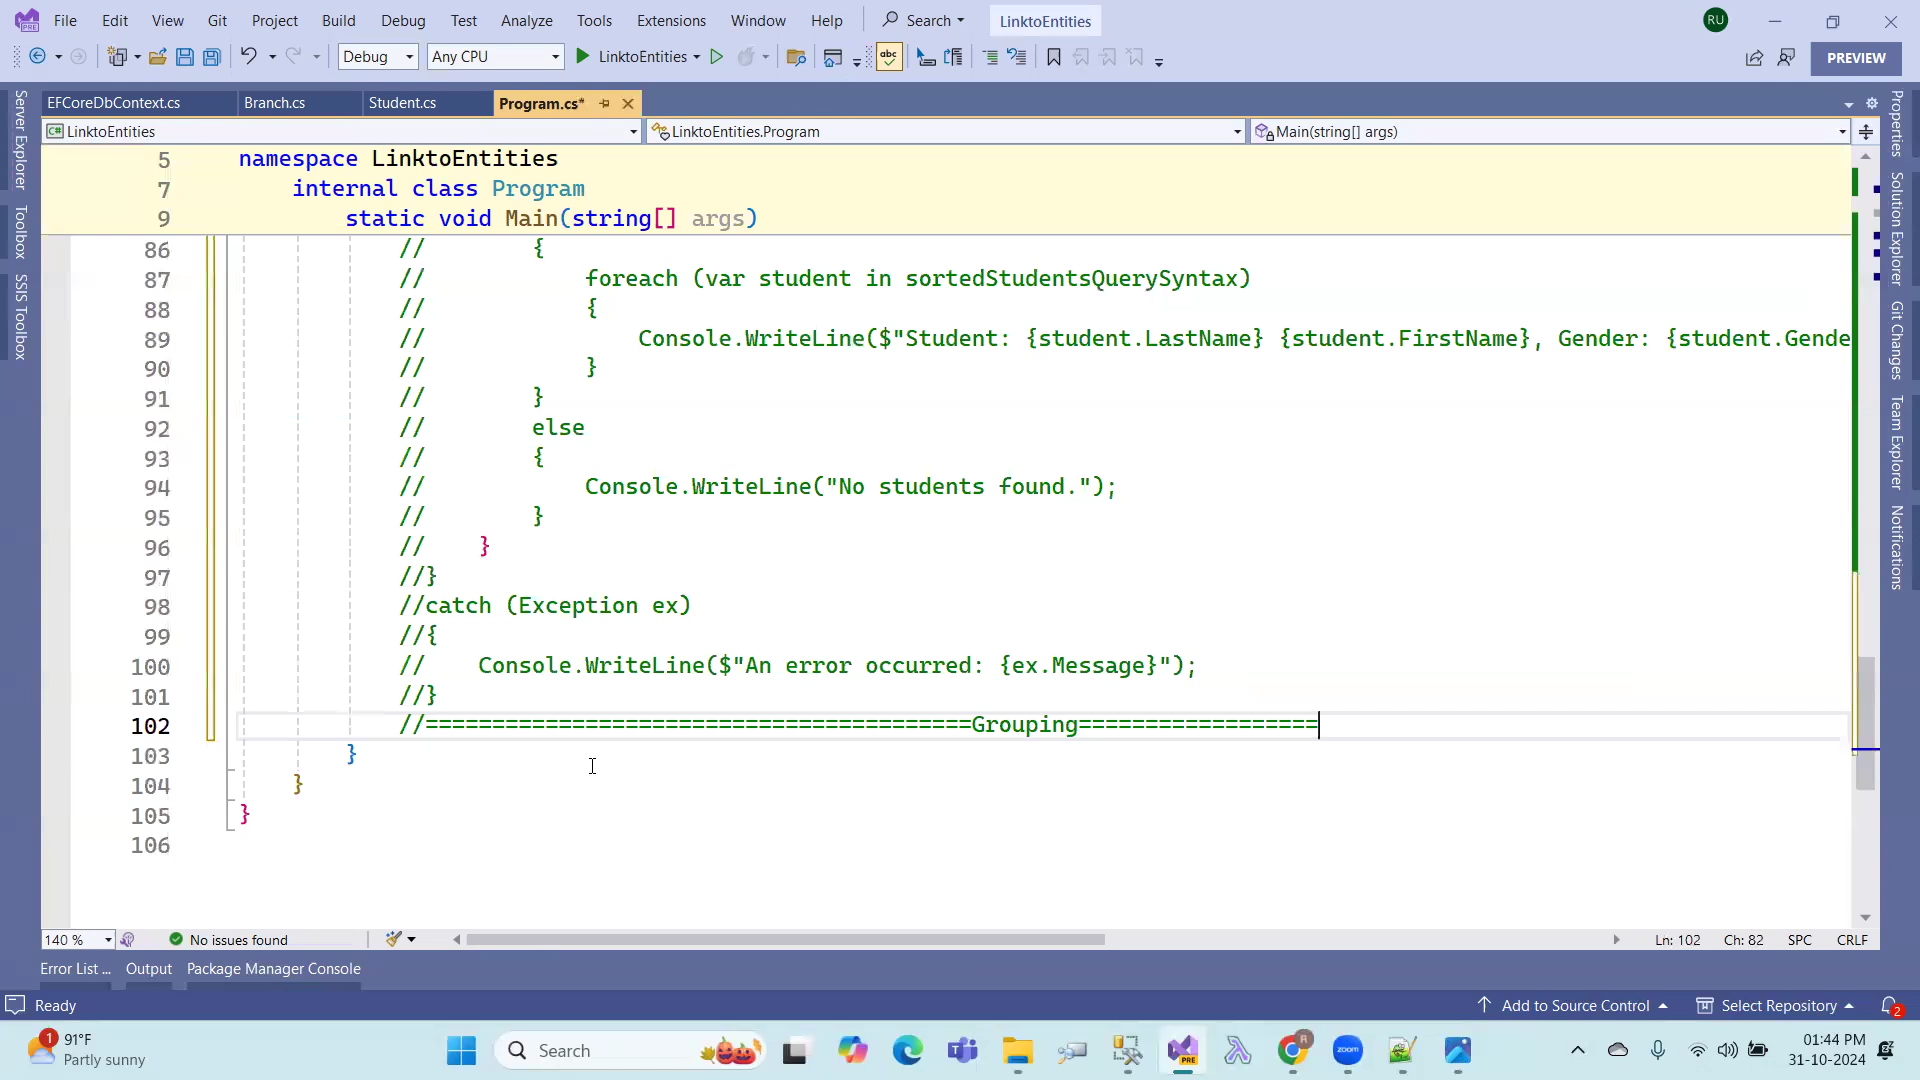 File Edit View Git Project Build Debug Test Analyze Tools Extensions Window Help Search LinktoEntities RU
Debug Any CPU LinktoEntities abc PREVIEW
EFCoreDbContext.cs Branch.cs Student.cs Program.cs*
C# LinktoEntities LinktoEntities.Program Main(string[] args)
5 namespace LinktoEntities
7 internal class Program
9 static void Main(string[] args)
86 // {
87 // foreach (var student in sortedStudentsQuerySyntax)
88 // {
89 // Console.WriteLine($"Student: {student.LastName} {student.FirstName}, Gender: {student.Gende
90 // }
91 // }
92 // else
93 // {
94 // Console.WriteLine("No students found.");
95 // }
96 // }
97 //}
98 //catch (Exception ex)
99 //{
100 // Console.WriteLine($"An error occurred: {ex.Message}");
101 //}
102 //=========================================Grouping==================
103 }
104 }
105 }
106
Server Explorer
Toolbox
SSIS Toolbox
Properties
Solution Explorer
Git Changes
Team Explorer
Notifications
140 % No issues found Ln: 102 Ch: 82 SPC CRLF
Error List ... Output Package Manager Console
Ready Add to Source Control Select Repository 2
1 91°F
Partly sunny
Search PRE R zoom
01:44 PM
31-10-2024